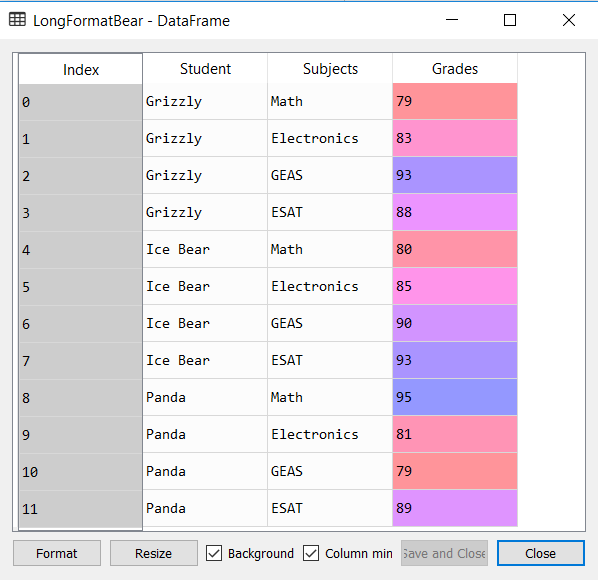 LongFormatBear - DataFrame
Index Student Subjects Grades
0 Grizzly Math 79
1 Grizzly Electronics 83
2 Grizzly GEAS 93
3 Grizzly ESAT 88
4 Ice Bear Math 80
5 Ice Bear Electronics 85
6 Ice Bear GEAS 90
7 Ice Bear ESAT 93
8 Panda Math 95
9 Panda Electronics 81
10 Panda GEAS 79
11 Panda ESAT 89
Format Resize Background Column min Save and Close Close